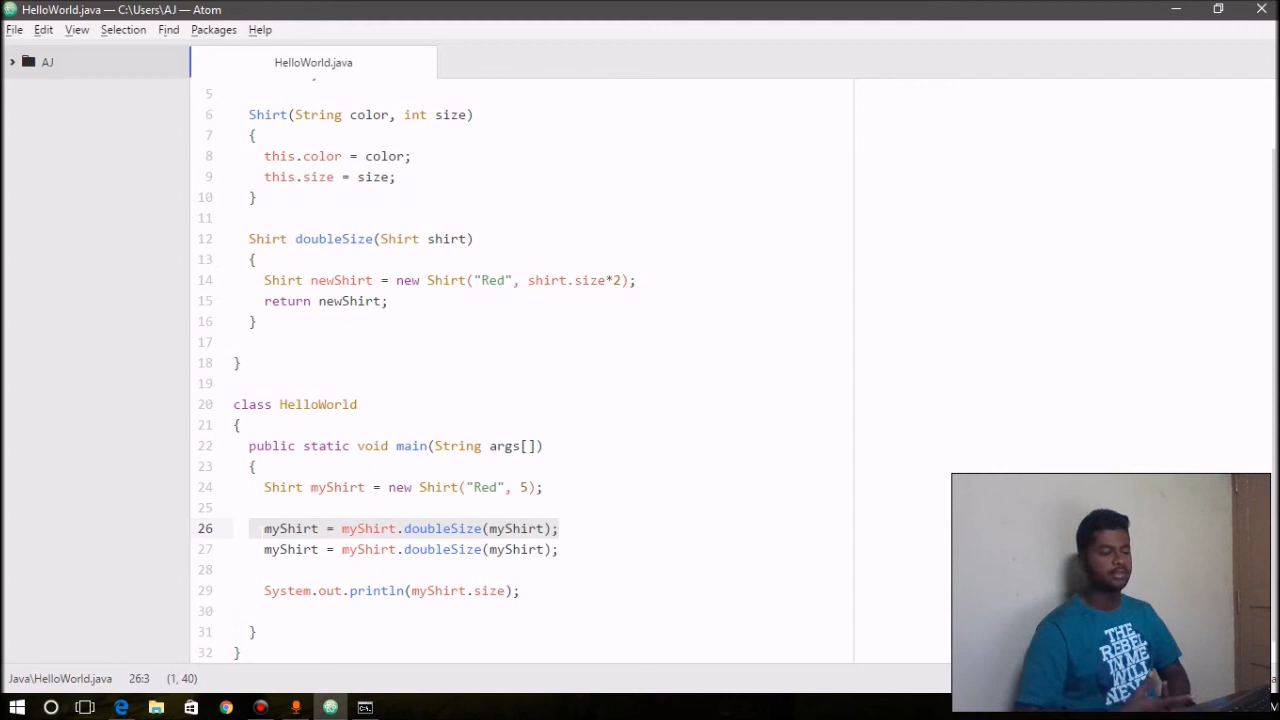 HelloWorld.java — C:\Users\AJ — Atom
File Edit View Selection Find Packages Help
AJ
HelloWorld.java
5
6 Shirt(String color, int size)
7 {
8 this.color = color;
9 this.size = size;
10 }
11
12 Shirt doubleSize(Shirt shirt)
13 {
14 Shirt newShirt = new Shirt("Red", shirt.size*2);
15 return newShirt;
16 }
17
18 }
19
20 class HelloWorld
21 {
22 public static void main(String args[])
23 {
24 Shirt myShirt = new Shirt("Red", 5);
25
26 myShirt = myShirt.doubleSize(myShirt);
27 myShirt = myShirt.doubleSize(myShirt);
28
29 System.out.println(myShirt.size);
30
31 }
32 }
Java\HelloWorld.java 26:3 (1, 40)
THE
REBEL
IN ME
WILL
NEVER